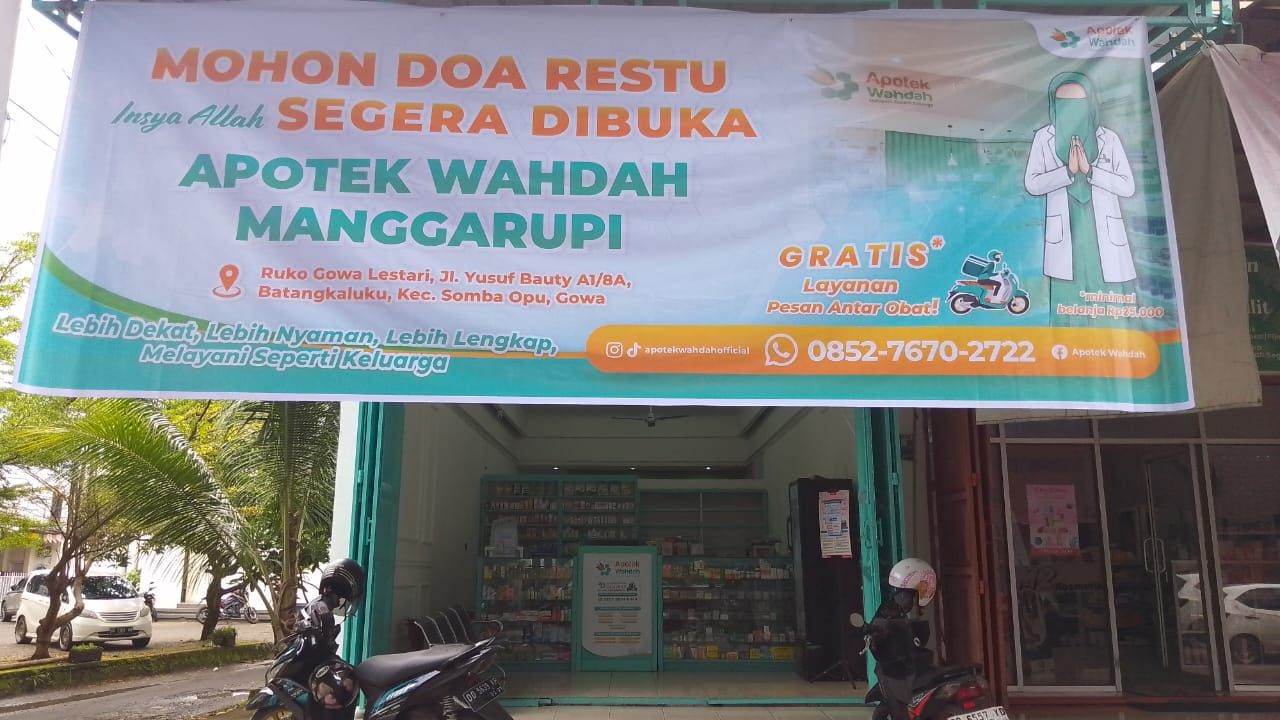 MOHON DOA RESTU
Insya Allah SEGERA DIBUKA
APOTEK WAHDAH
MANGGARUPI
Ruko Gowa Lestari, Jl. Yusuf Bauty A1/8A,
Batangkaluku, Kec. Somba Opu, Gowa
Lebih Dekat, Lebih Nyaman, Lebih Lengkap,
Melayani Seperti Keluarga
Apotek
Wahdah
Apotek
Wahdah
GRATIS*
Layanan
Pesan Antar Obat!
*minimal
belanja Rp25.000
apotekwahdahofficial
0852-7670-2722
Apotek Wahdah
Apotek
Wahdah